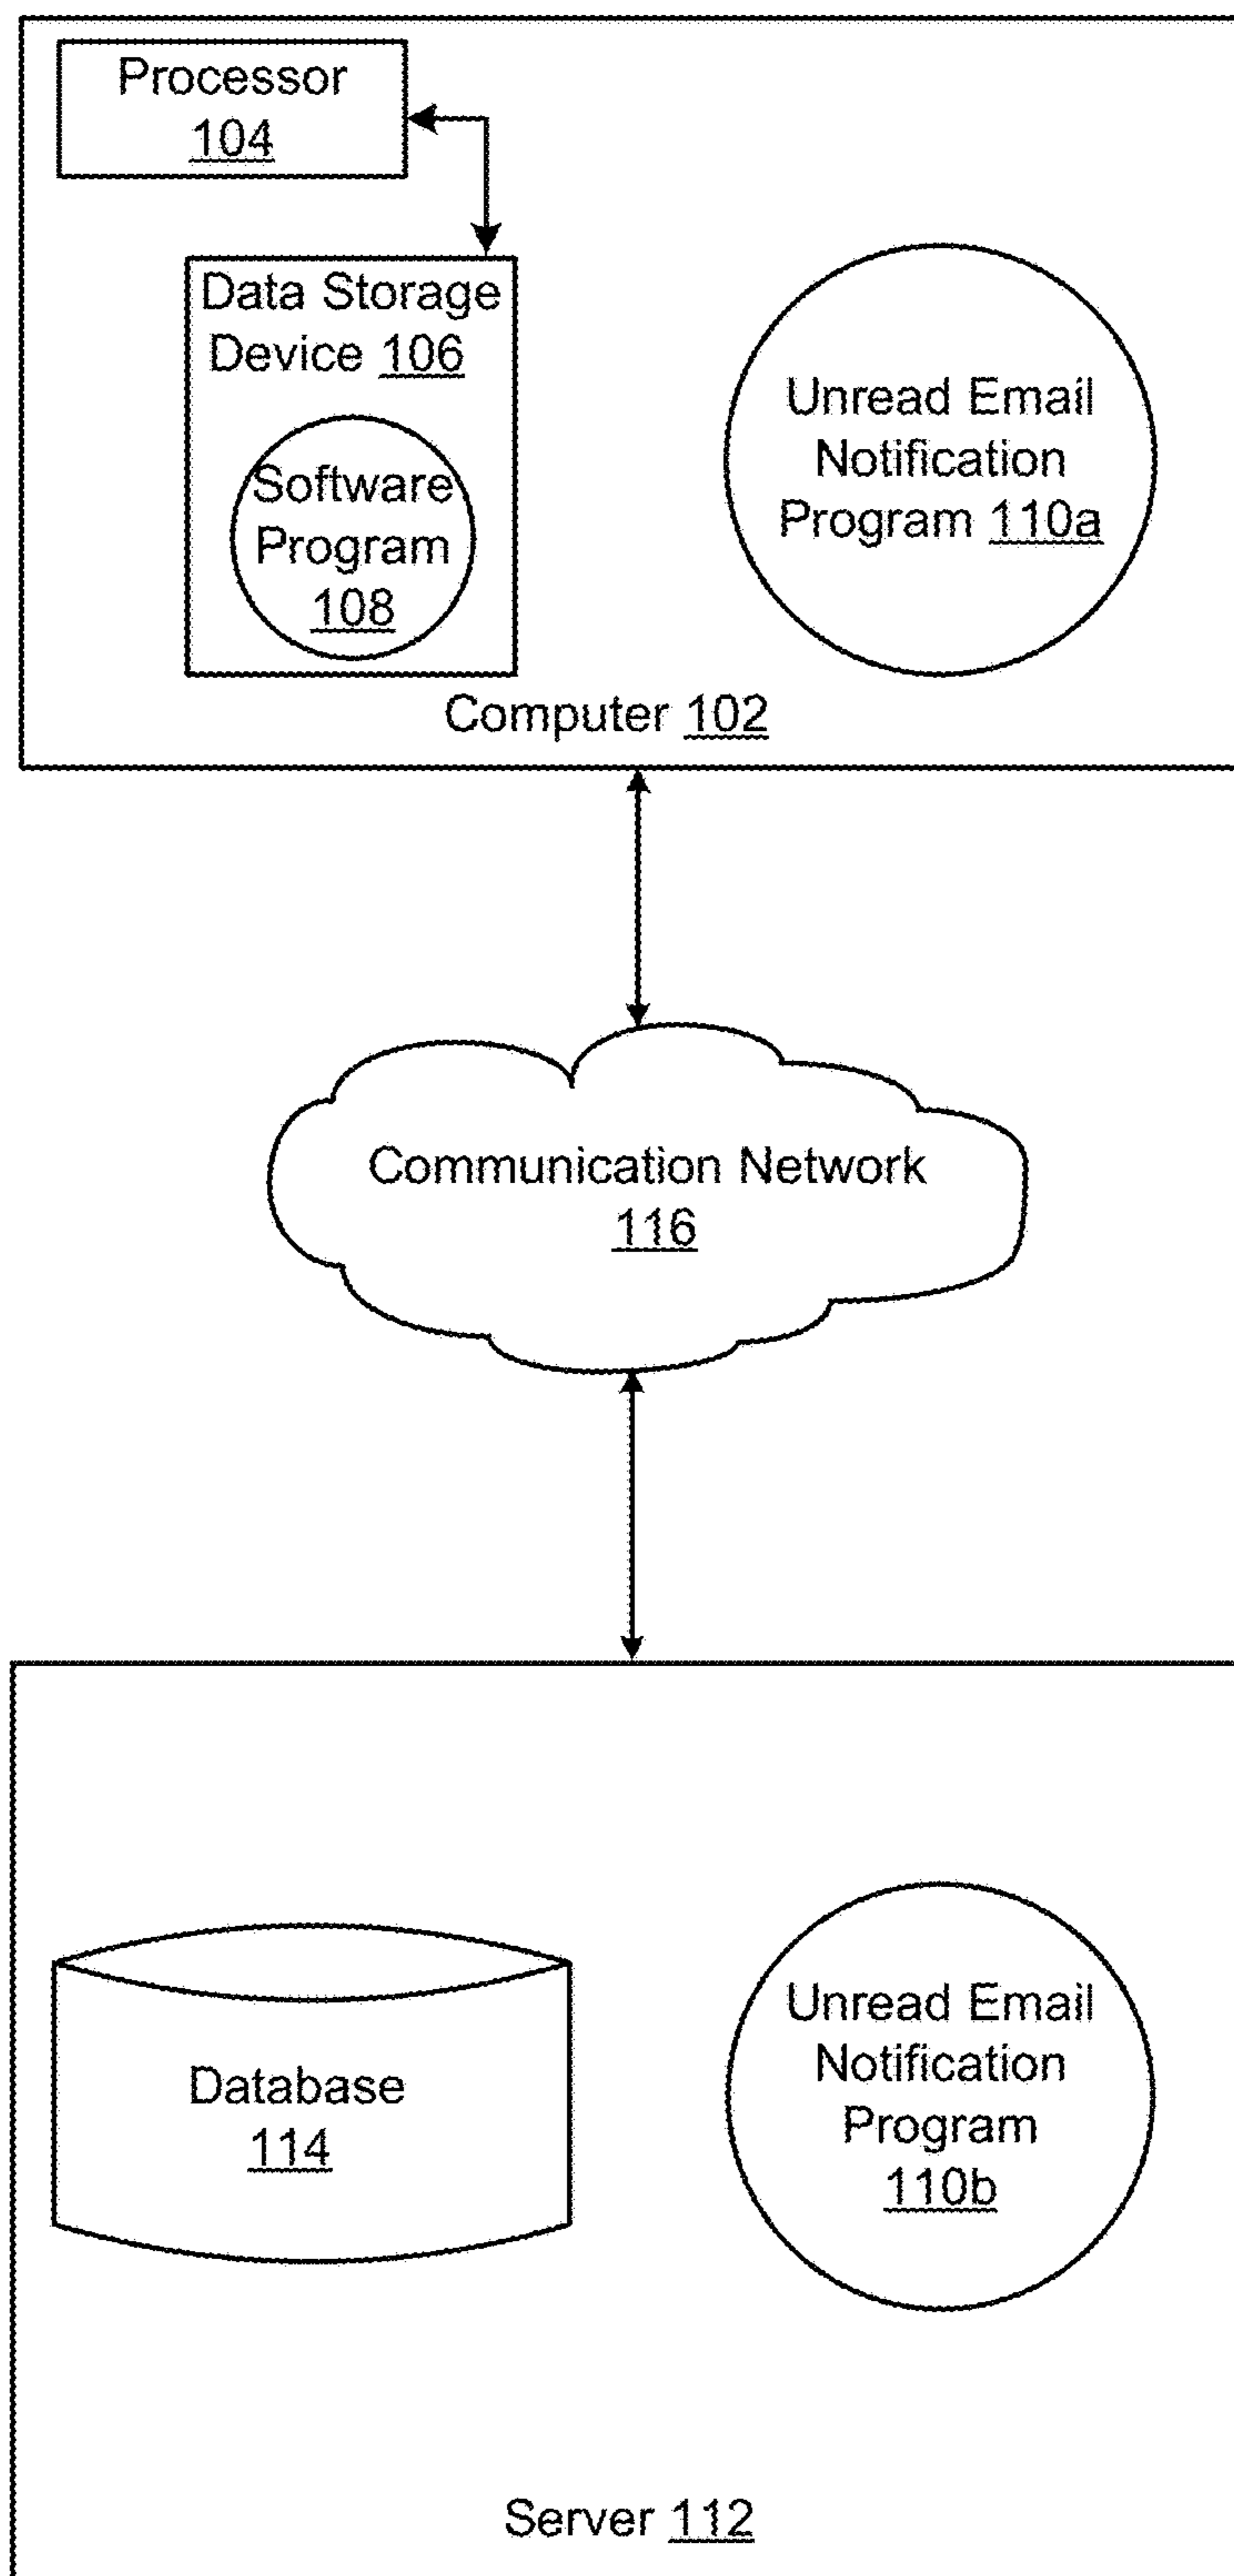 Processor
104
Data Storage
Device 106
Software
Program
108
Unread Email
Notification
Program 110a
Computer 102
Communication Network
116
Database
114
Unread Email
Notification
Program
110b
Server 112